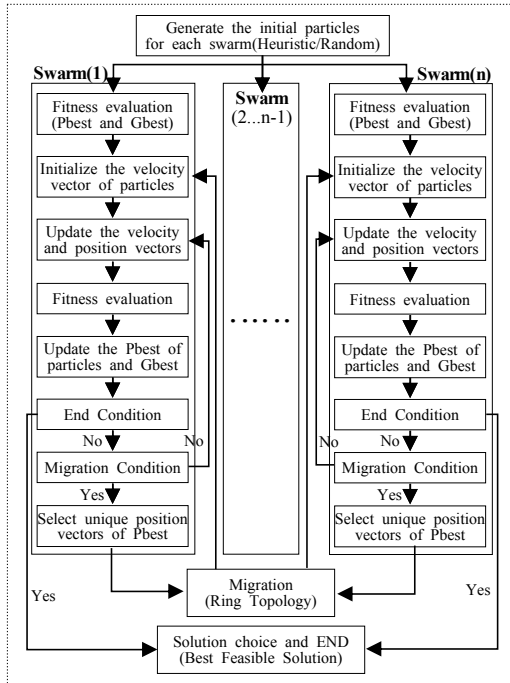 Generate the initial particles
for each swarm(Heuristic/Random)
Swarm(1)
Fitness evaluation
(Pbest and Gbest)
Initialize the velocity
vector of particles
Update the velocity
and position vectors
Fitness evaluation
Update the Pbest of
particles and Gbest
End Condition
No
No
Migration Condition
Yes
Select unique position
vectors of Pbest
Yes
Swarm
(2...n-1)
......
Swarm(n)
Fitness evaluation
(Pbest and Gbest)
Initialize the velocity
vector of particles
Update the velocity
and position vectors
Fitness evaluation
Update the Pbest of
particles and Gbest
End Condition
No
No
Migration Condition
Yes
Select unique position
vectors of Pbest
Yes
Migration
(Ring Topology)
Solution choice and END
(Best Feasible Solution)